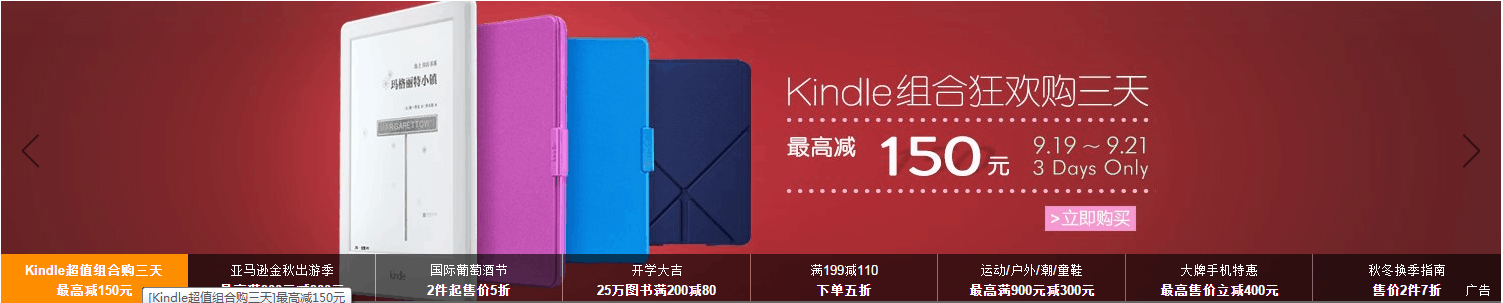 玛格丽特小镇
MARGARETTOWN
kindle
Kindle组合狂欢购三天
最高减 150元 9.19 ~ 9.21
3 Days Only
>立即购买
Kindle超值组合购三天
最高减150元
亚马逊金秋出游季
国际葡萄酒节
2件起售价5折
开学大吉
25万图书满200减80
满199减110
下单五折
运动/户外/潮/童鞋
最高满900元减300元
大牌手机特惠
最高售价立减400元
秋冬换季指南
售价2件7折
广告
[Kindle超值组合购三天]最高减150元